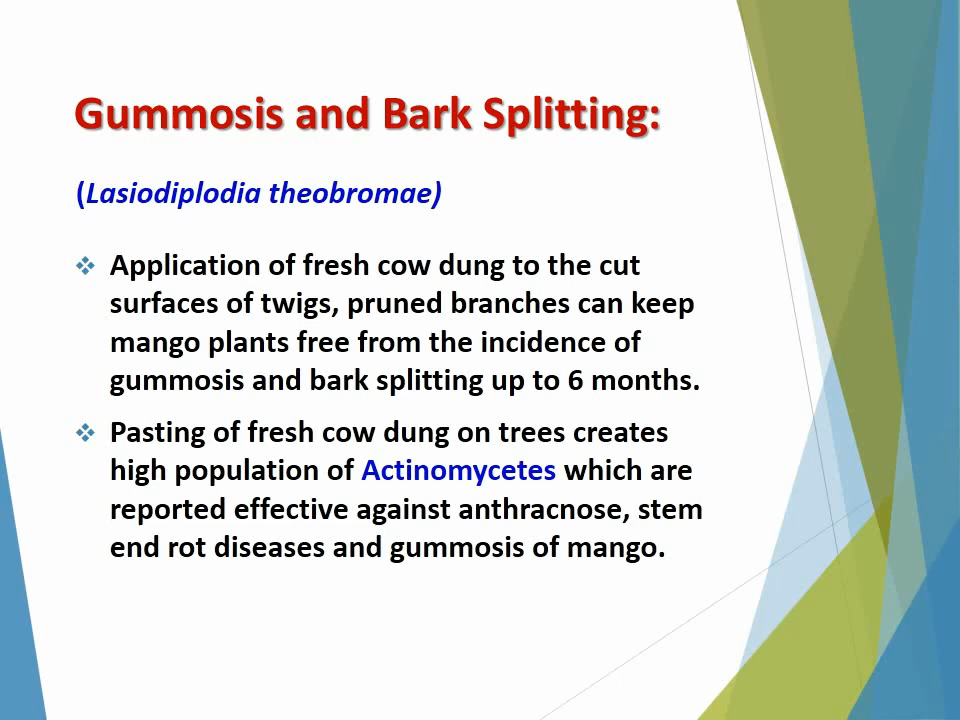 Gummosis and Bark Splitting:
(Lasiodiplodia theobromae)
❖ Application of fresh cow dung to the cut
surfaces of twigs, pruned branches can keep
mango plants free from the incidence of
gummosis and bark splitting up to 6 months.
❖ Pasting of fresh cow dung on trees creates
high population of Actinomycetes which are
reported effective against anthracnose, stem
end rot diseases and gummosis of mango.